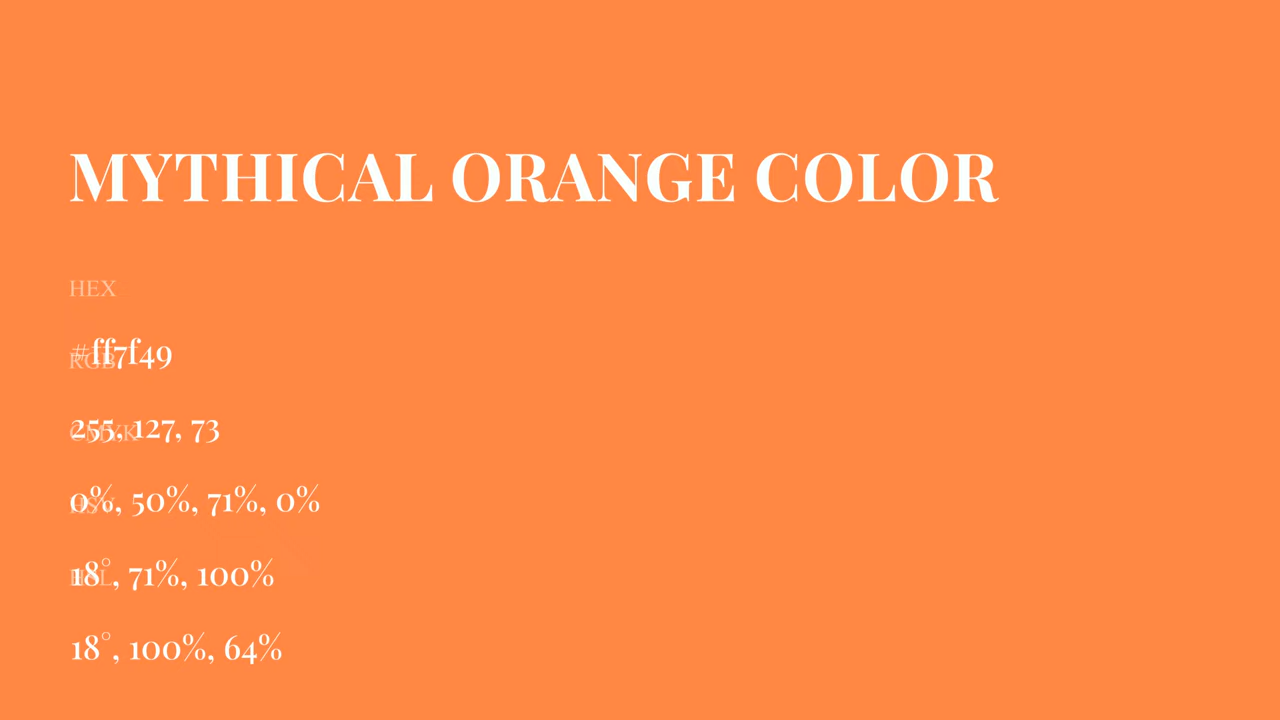 MYTHICAL ORANGE COLOR
HEX
#ff7f49
RGB
255, 127, 73
CMYK
0%, 50%, 71%, 0%
HSV
18°, 71%, 100%
HSL
18°, 100%, 64%